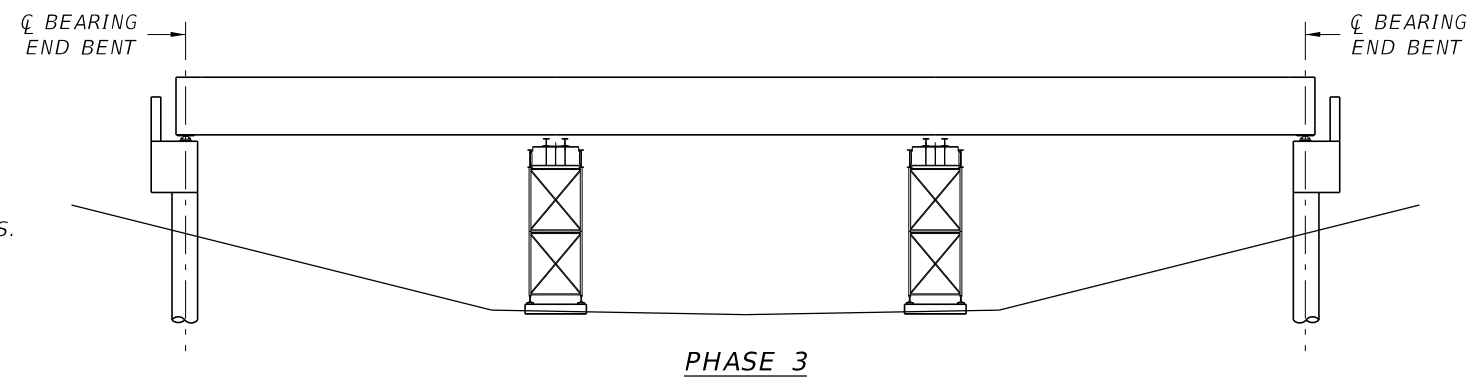 ℄ BEARING
END BENT
℄ BEARING
END BENT
S.
PHASE 3